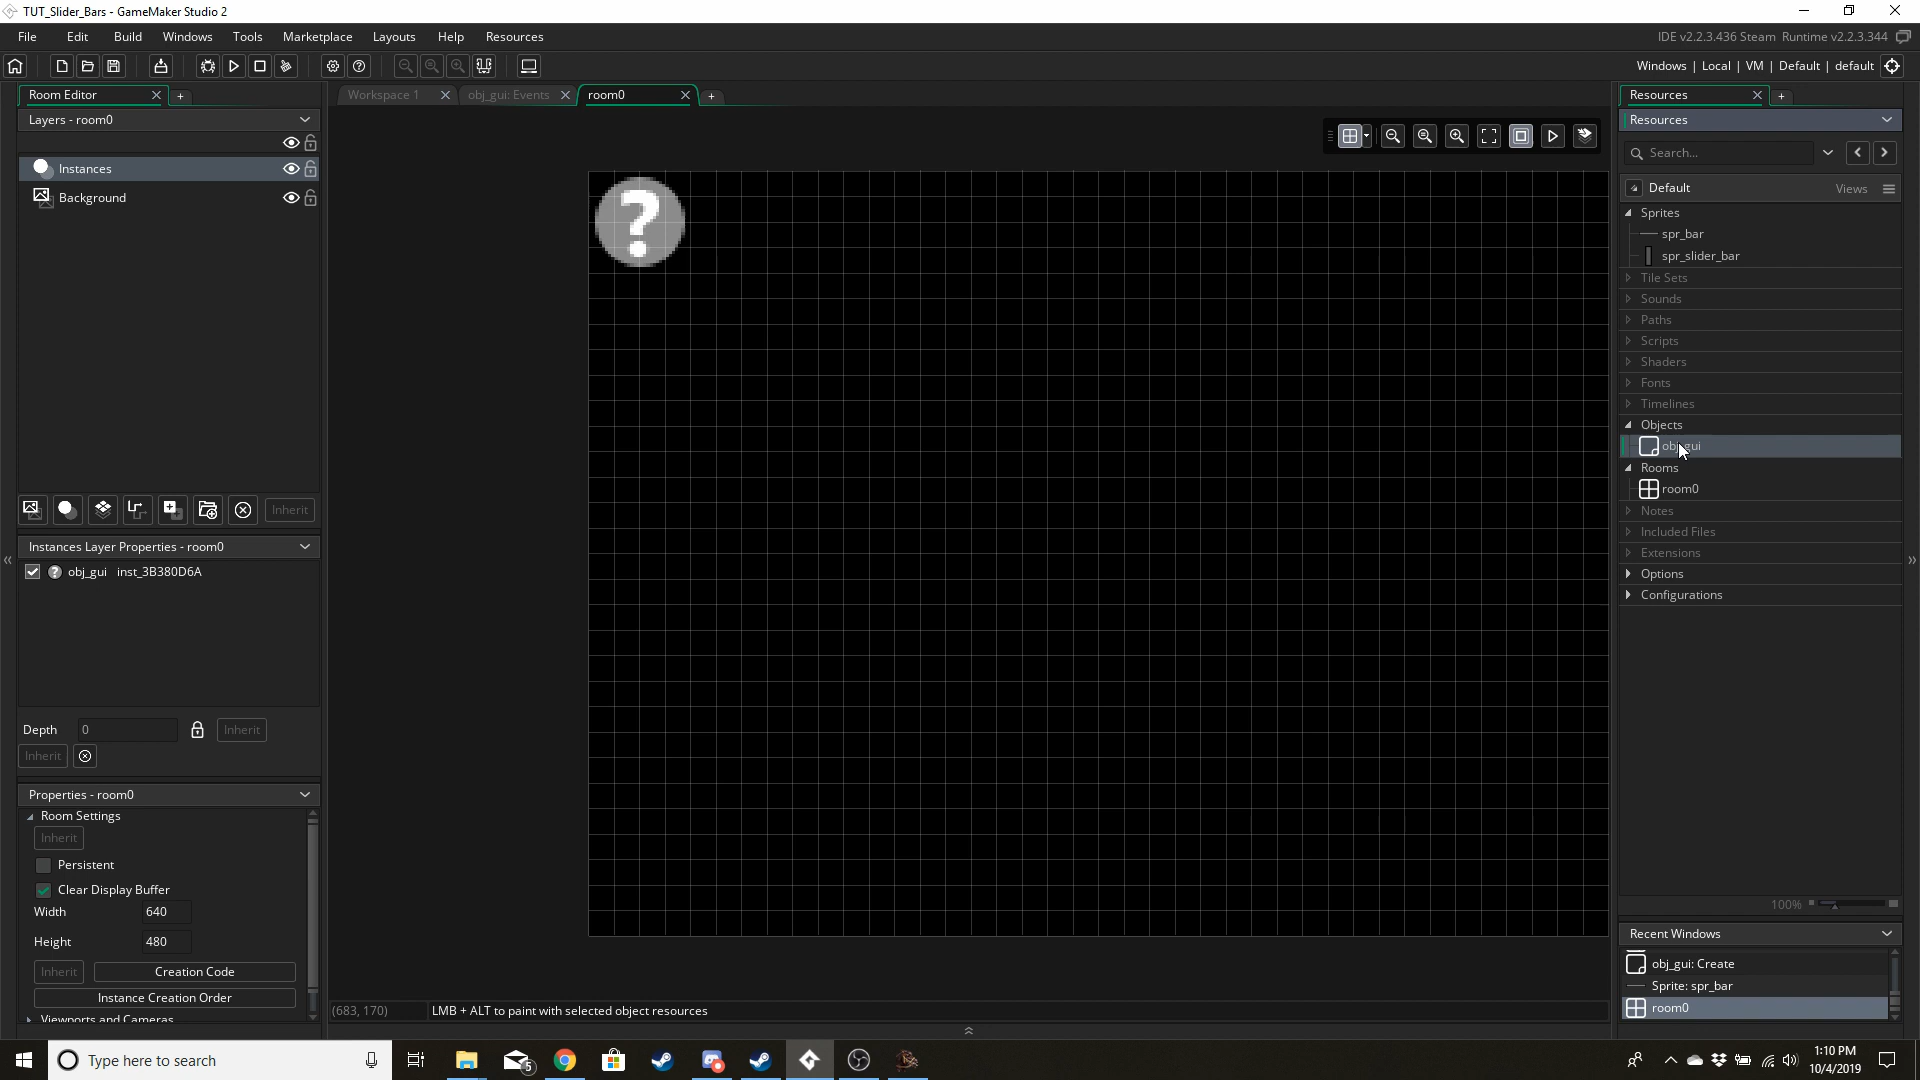 TUT_Slider_Bars - GameMaker Studio 2
File Edit Build Windows Tools Marketplace Layouts Help Resources
IDE v2.2.3.436 Steam Runtime v2.2.3.344
Windows | Local | VM | Default | default
Room Editor
Workspace 1
obj_gui: Events
room0
Resources
Layers - room0
Resources
Instances
Background
Search...
Default
Views
Sprites
spr_bar
spr_slider_bar
Tile Sets
Sounds
Paths
Scripts
Shaders
Fonts
Timelines
Objects
obj_gui
Rooms
room0
Notes
Included Files
Extensions
Options
Configurations
?
Inherit
Instances Layer Properties - room0
? obj_gui inst_3B380D6A
Depth 0 Inherit
Inherit
Properties - room0
Room Settings
Inherit
Persistent
Clear Display Buffer
Width 640
Height 480
Inherit Creation Code
Instance Creation Order
Viewports and Cameras
(683, 170) LMB + ALT to paint with selected object resources
100%
Recent Windows
obj_gui: Create
Sprite: spr_bar
room0
Type here to search
5
1:10 PM
10/4/2019